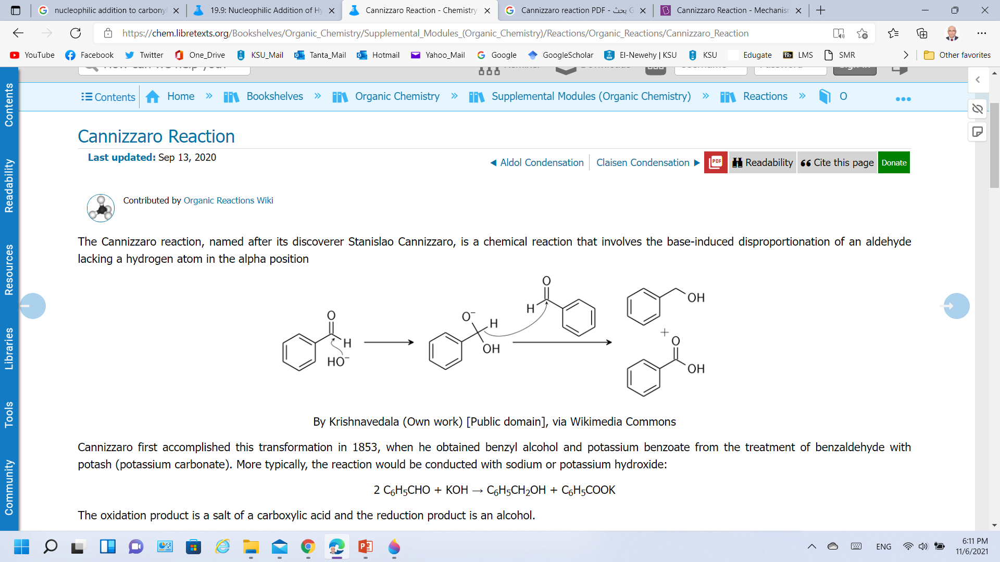 nucleophilic addition to carbony
19.9: Nucleophilic Addition of Hy
Cannizzaro Reaction - Chemistry
Cannizzaro reaction PDF - بحث G
Cannizzaro Reaction - Mechanism
https://chem.libretexts.org/Bookshelves/Organic_Chemistry/Supplemental_Modules_(Organic_Chemistry)/Reactions/Organic_Reactions/Cannizzaro_Reaction
YouTube Facebook Twitter One_Drive KSU_Mail Tanta_Mail Hotmail Yahoo_Mail Google GoogleScholar El-Newehy | KSU KSU Edugate Bb LMS SMR Other favorites
Contents Home » Bookshelves » Organic Chemistry » Supplemental Modules (Organic Chemistry) » Reactions » O
Contents
Readability
Resources
Libraries
Tools
Community
Cannizzaro Reaction
Last updated: Sep 13, 2020
◀ Aldol Condensation Claisen Condensation ▶ PDF Readability Cite this page Donate
Contributed by Organic Reactions Wiki
The Cannizzaro reaction, named after its discoverer Stanislao Cannizzaro, is a chemical reaction that involves the base-induced disproportionation of an aldehyde
lacking a hydrogen atom in the alpha position
O
H
HO⁻
O⁻
H
OH
O
H
OH
+
O
OH
By Krishnavedala (Own work) [Public domain], via Wikimedia Commons
Cannizzaro first accomplished this transformation in 1853, when he obtained benzyl alcohol and potassium benzoate from the treatment of benzaldehyde with
potash (potassium carbonate). More typically, the reaction would be conducted with sodium or potassium hydroxide:
2 C₆H₅CHO + KOH → C₆H₅CH₂OH + C₆H₅COOK
The oxidation product is a salt of a carboxylic acid and the reduction product is an alcohol.
ENG
6:11 PM
11/6/2021